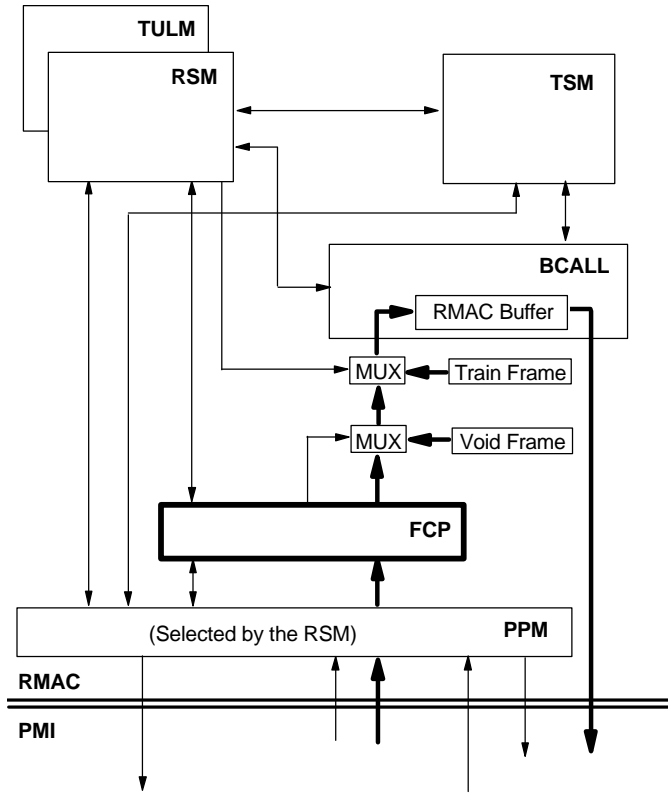 TULM
RSM
TSM
BCALL
RMAC Buffer
MUX
Train Frame
MUX
Void Frame
FCP
(Selected by the RSM)
PPM
RMAC
PMI